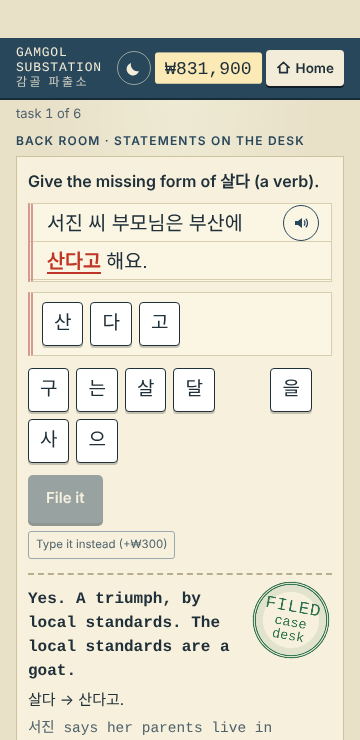 GAMGOL
SUBSTATION
감골 파출소
₩831,900
Home
task 1 of 6
BACK ROOM · STATEMENTS ON THE DESK
Give the missing form of 살다 (a verb).
서진 씨 부모님은 부산에
산다고 해요.
산 다 고
구 는 살 달 을
사 으
File it
Type it instead (+₩300)
Yes. A triumph, by
local standards. The
local standards are a
goat.
FILED
case
desk
살다 → 산다고.
서진 says her parents live in